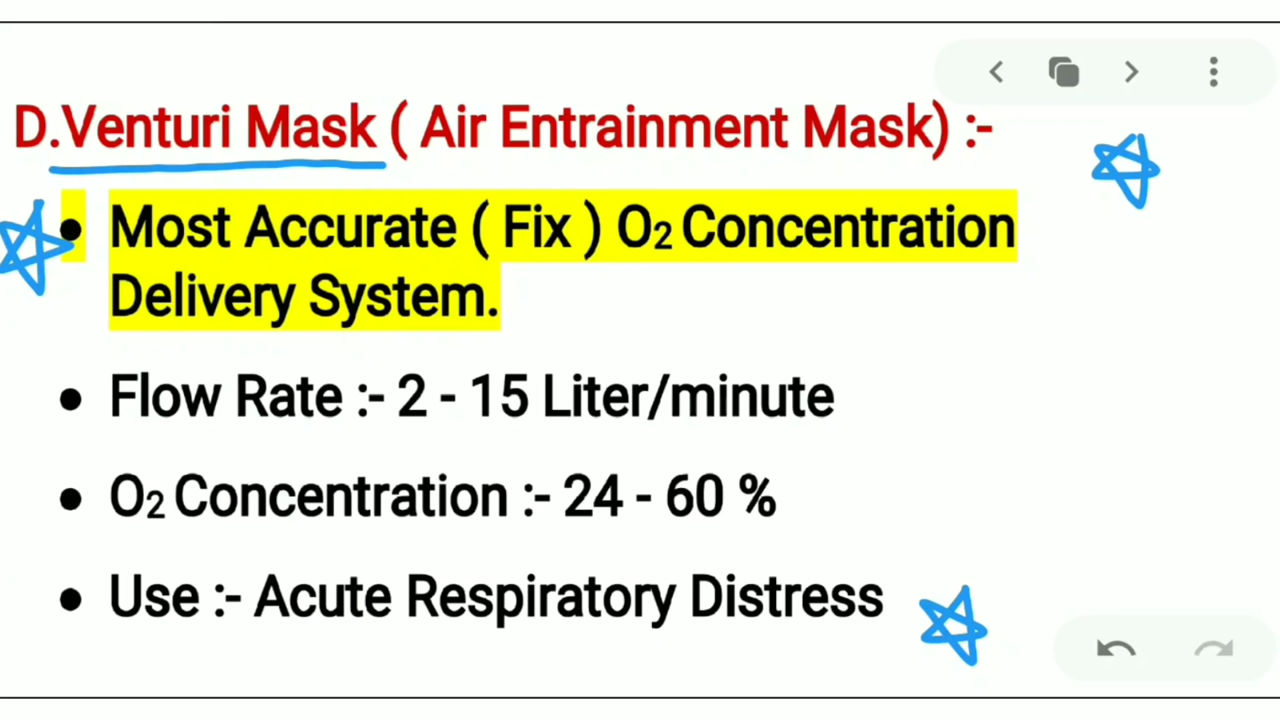 D.Venturi Mask ( Air Entrainment Mask) :-
• Most Accurate ( Fix ) O₂ Concentration
Delivery System.
• Flow Rate :- 2 - 15 Liter/minute
• O₂ Concentration :- 24 - 60 %
• Use :- Acute Respiratory Distress